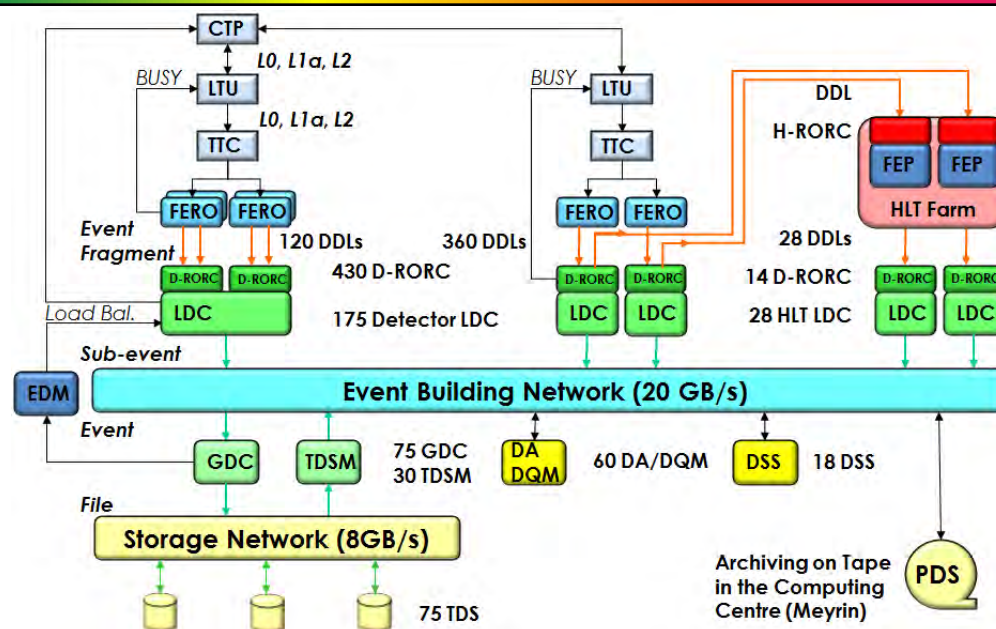 CTP
L0, L1a, L2
BUSY
LTU
L0, L1a, L2
TTC
FERO
FERO
Event
Fragment
120 DDLs
D-RORC
D-RORC
430 D-RORC
LDC
175 Detector LDC
Load Bal.
BUSY
LTU
TTC
FERO
FERO
360 DDLs
D-RORC
D-RORC
LDC
LDC
DDL
H-RORC
FEP
FEP
HLT Farm
28 DDLs
14 D-RORC
D-RORC
D-RORC
28 HLT LDC
LDC
LDC
Sub-event
EDM
Event Building Network (20 GB/s)
Event
GDC
TDSM
75 GDC
30 TDSM
DA
DQM
60 DA/DQM
DSS
18 DSS
File
Storage Network (8GB/s)
75 TDS
Archiving on Tape
in the Computing
Centre (Meyrin)
PDS